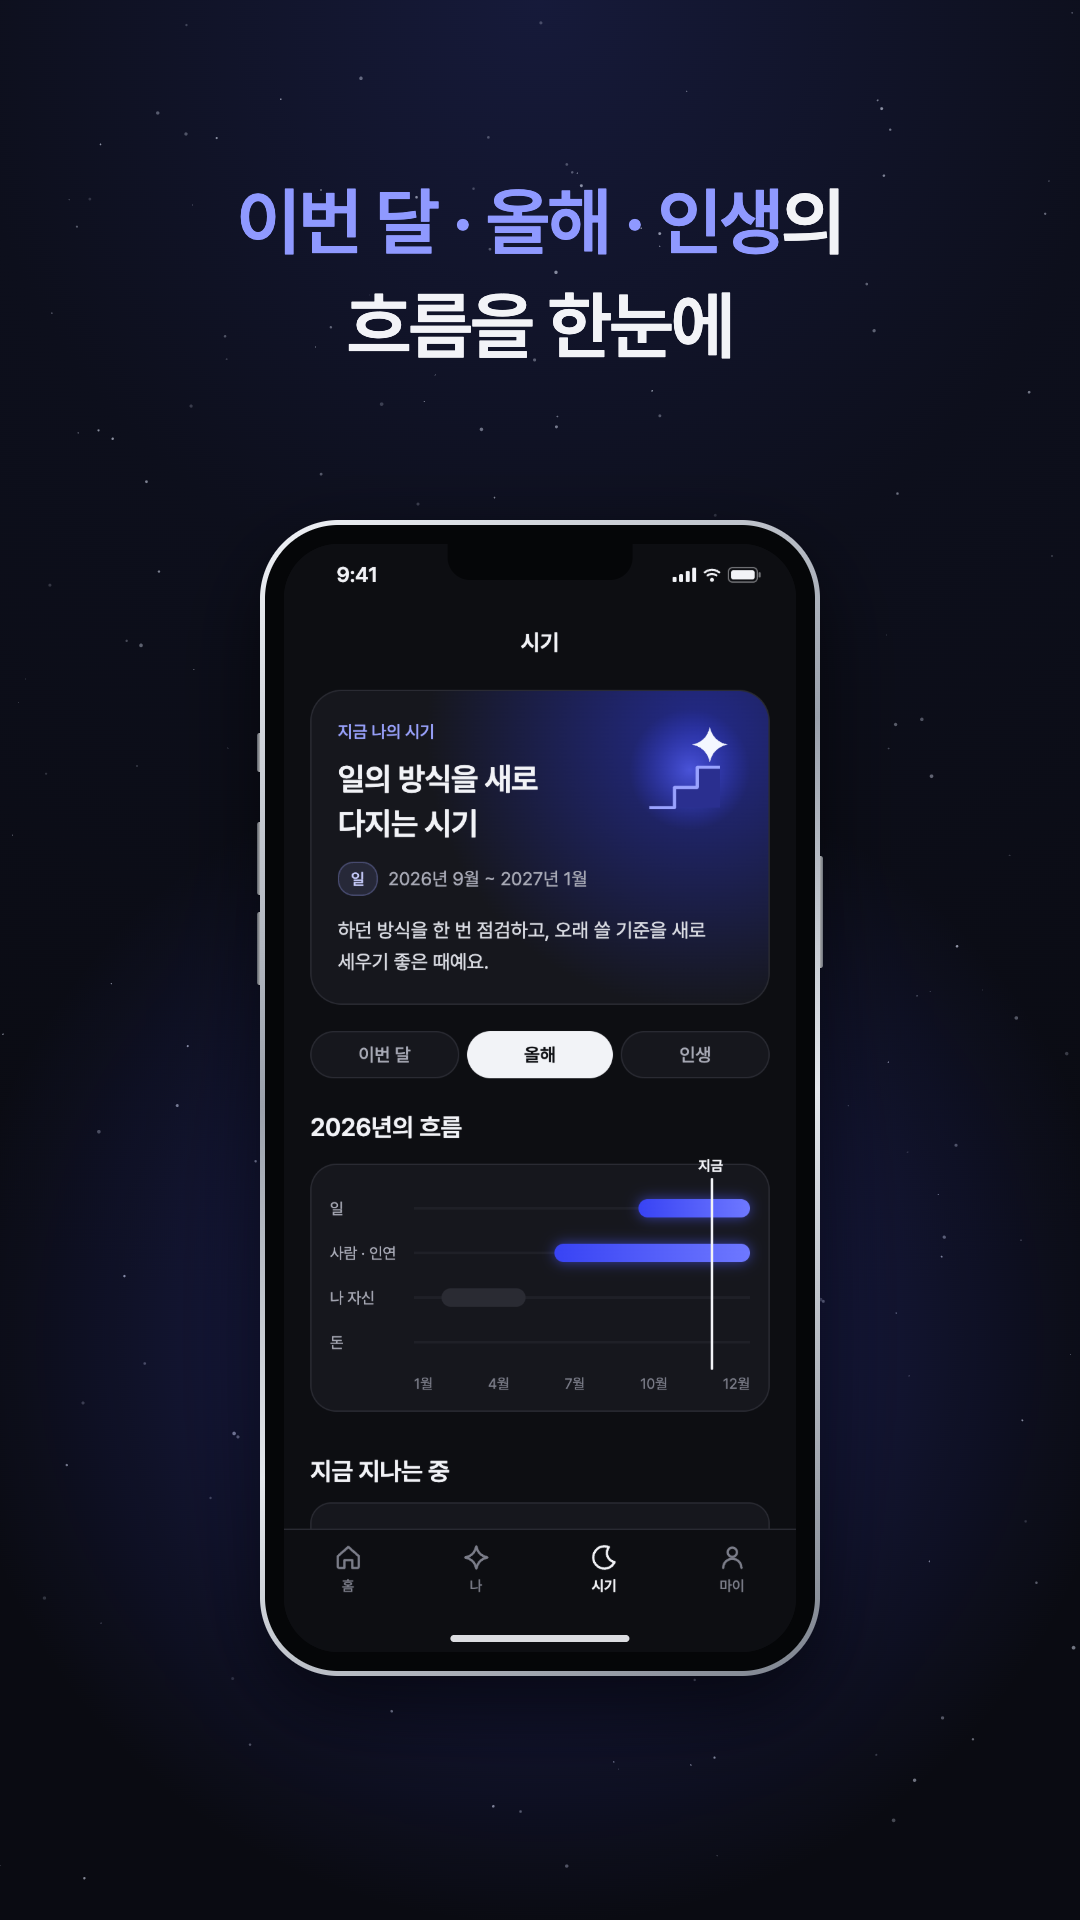 이번 달 · 올해 · 인생의
흐름을 한눈에
9:41
시기
지금 나의 시기
일의 방식을 새로
다지는 시기
일 2026년 9월 ~ 2027년 1월
하던 방식을 한 번 점검하고, 오래 쓸 기준을 새로
세우기 좋은 때예요.
이번 달 올해 인생
2026년의 흐름
지금
일
사람 · 인연
나 자신
돈
1월 4월 7월 10월 12월
지금 지나는 중
홈 나 시기 마이